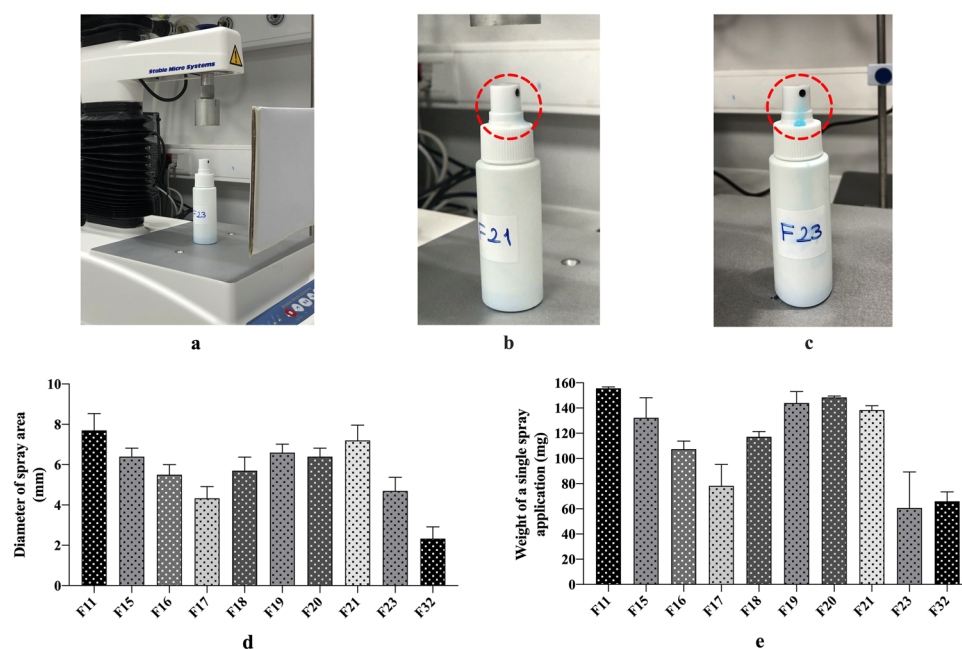 Stable Micro Systems
F23
F21
F23
a
b
c
Diameter of spray area
(mm)
10
8
6
4
2
0
F11
F15
F16
F17
F18
F19
F20
F21
F23
F32
d
Weight of a single spray
application (mg)
160
140
120
100
80
60
40
20
0
F11
F15
F16
F17
F18
F19
F20
F21
F23
F32
e